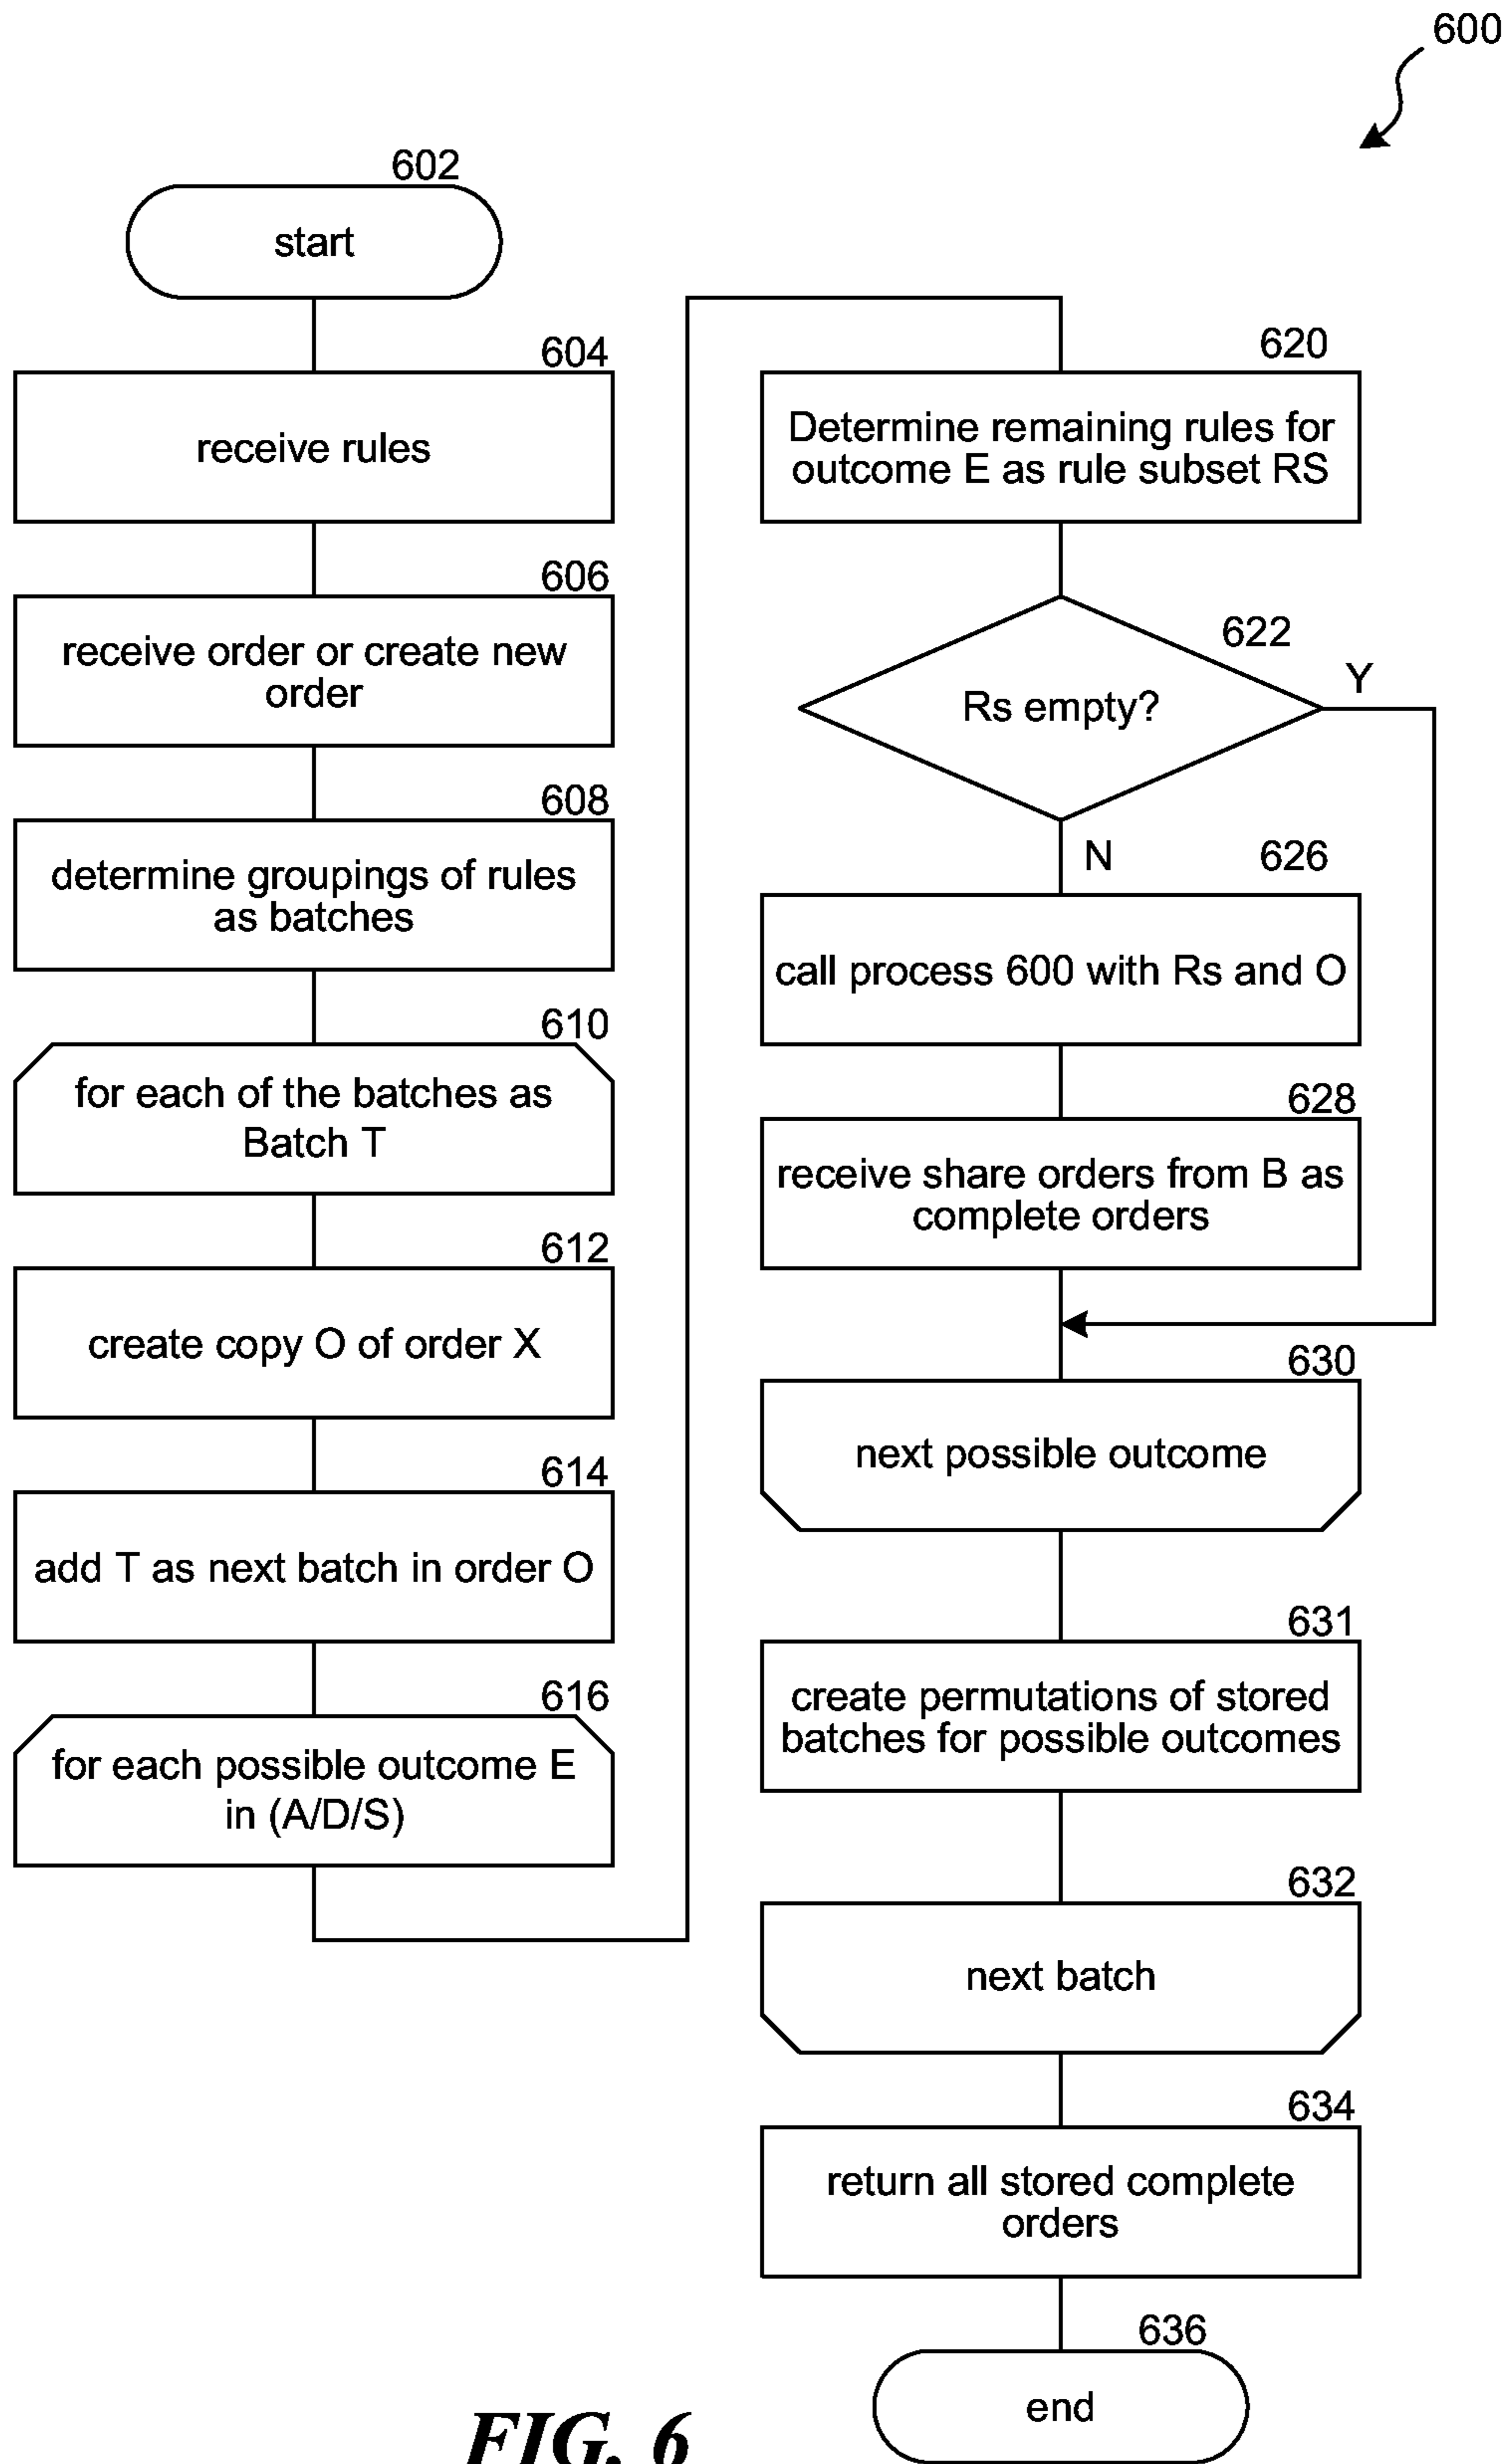 600
602
start
604
receive rules
606
receive order or create new
order
608
determine groupings of rules
as batches
610
for each of the batches as
Batch T
612
create copy O of order X
614
add T as next batch in order O
616
for each possible outcome E
in (A/D/S)
620
Determine remaining rules for
outcome E as rule subset RS
622
Rs empty?
Y
N
626
call process 600 with Rs and O
628
receive share orders from B as
complete orders
630
next possible outcome
631
create permutations of stored
batches for possible outcomes
632
next batch
634
return all stored complete
orders
636
end
FIG. 6